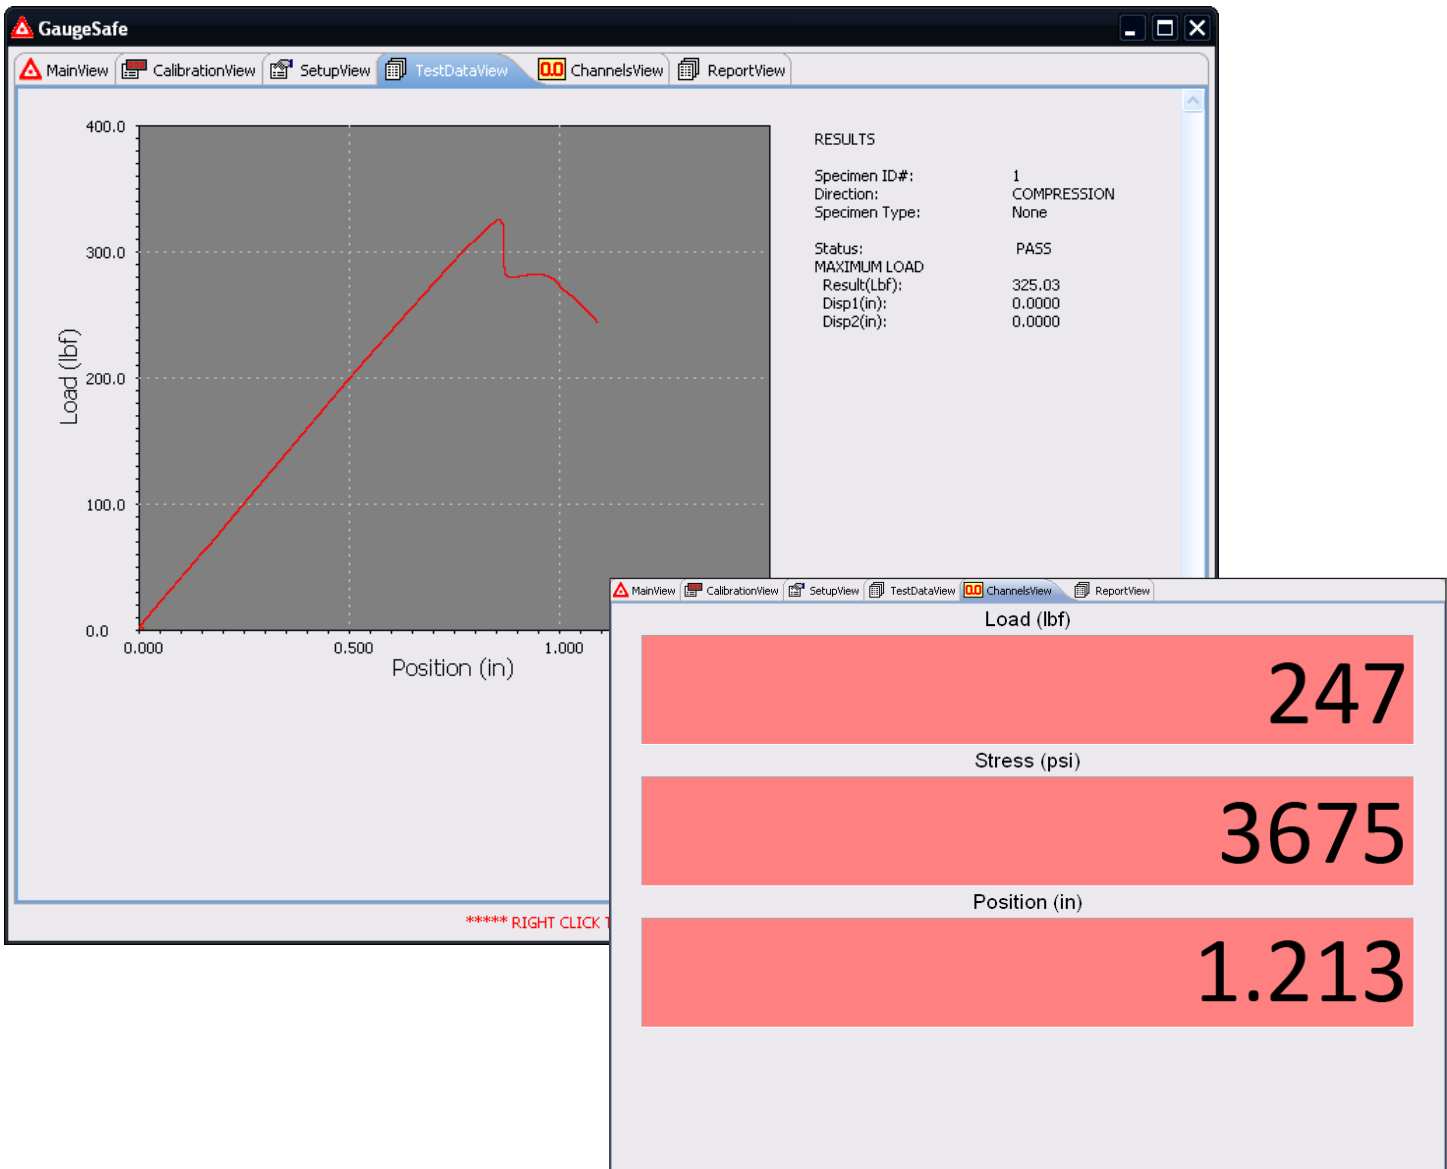 GaugeSafe
MainView CalibrationView SetupView TestDataView 0.0 ChannelsView ReportView
400.0
300.0
200.0
100.0
0.0
Load (lbf)
0.000 0.500 1.000
Position (in)
RESULTS
Specimen ID#: 1
Direction: COMPRESSION
Specimen Type: None
Status: PASS
MAXIMUM LOAD
Result(Lbf): 325.03
Disp1(in): 0.0000
Disp2(in): 0.0000
***** RIGHT CLICK T
MainView CalibrationView SetupView TestDataView 0.0 ChannelsView ReportView
Load (lbf)
247
Stress (psi)
3675
Position (in)
1.213